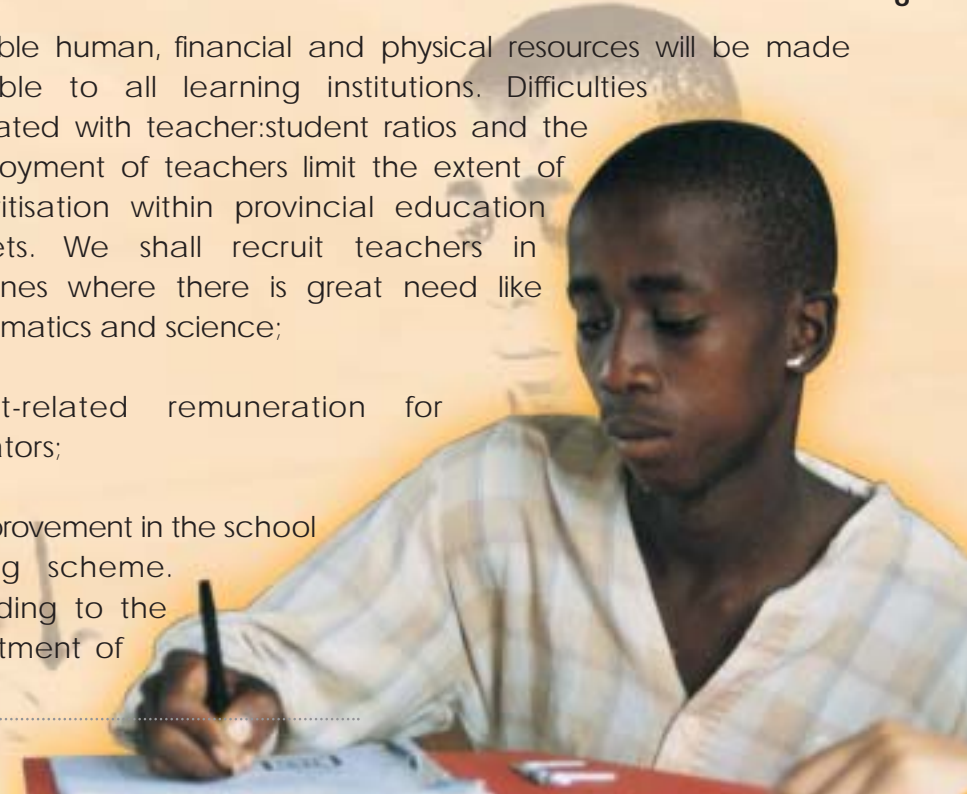 ble human, financial and physical resources will be made
ble to all learning institutions. Difficulties
ated with teacher:student ratios and the
oyment of teachers limit the extent of
ritisation within provincial education
ets. We shall recruit teachers in
nes where there is great need like
matics and science;
t-related remuneration for
ators;
provement in the school
g scheme.
ding to the
tment of